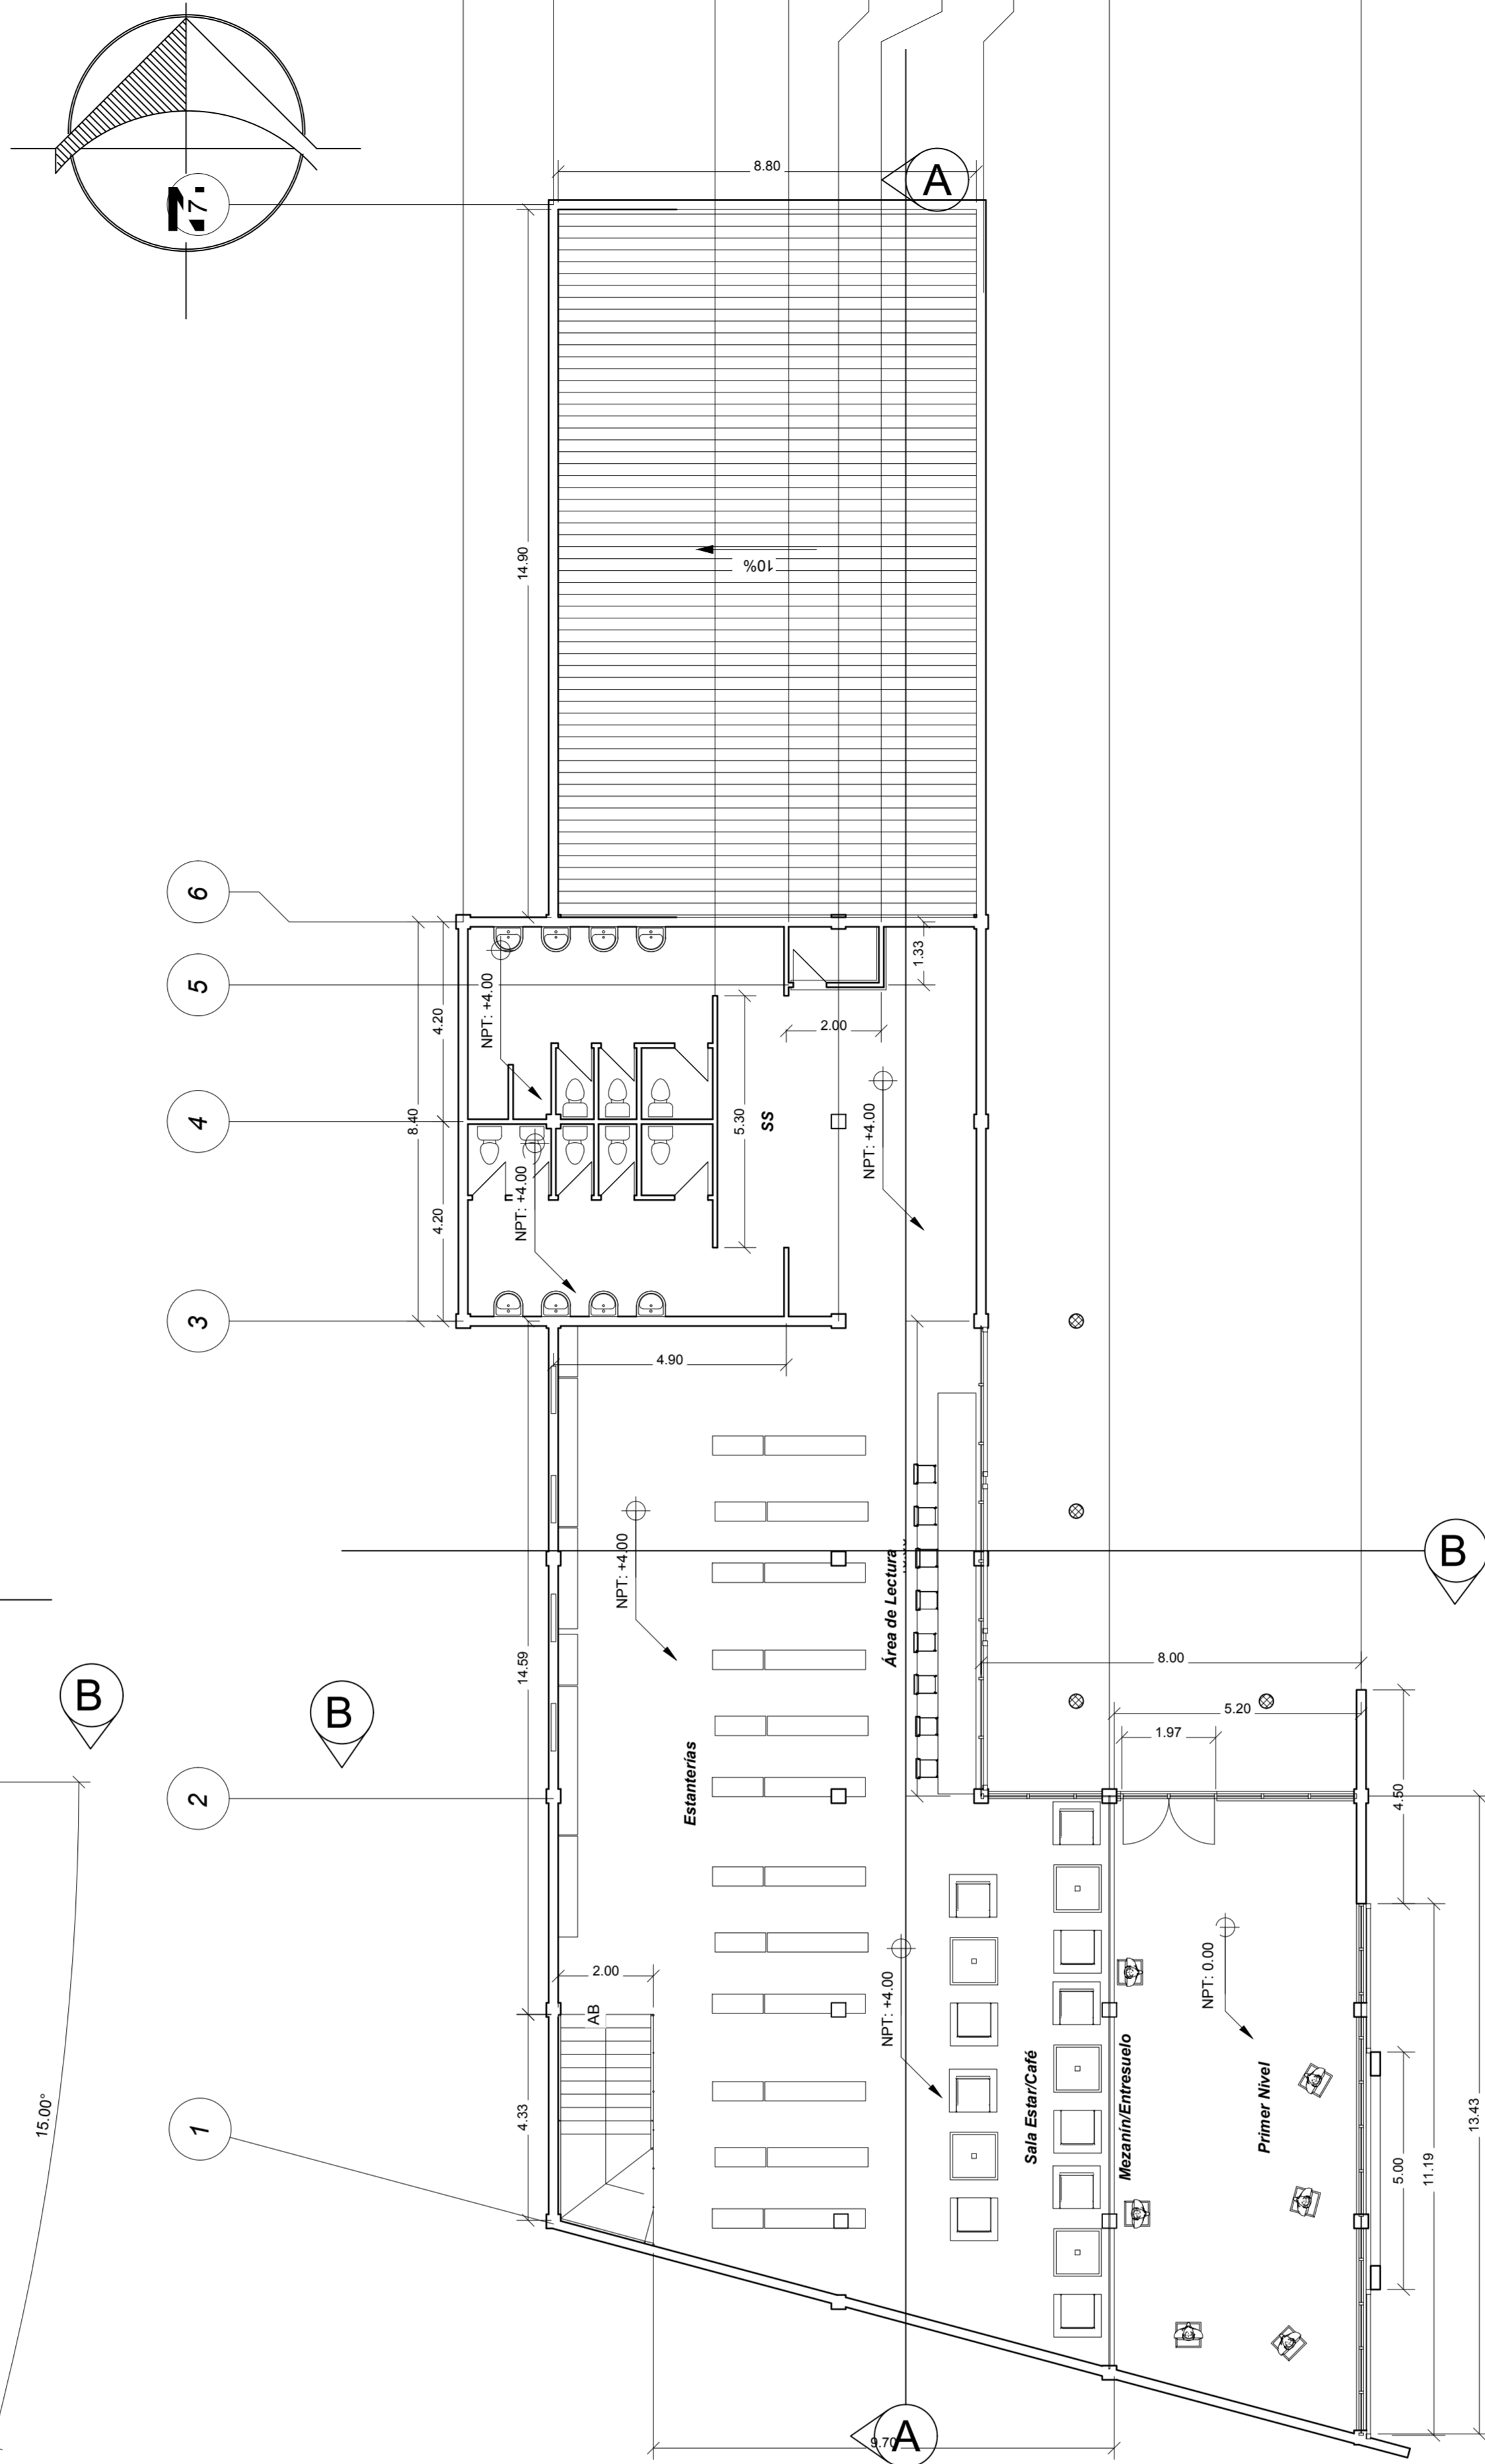 N
7
8.80
A
14.90
10%
6
1.33
5
NPT: +4.00
4.20
2.00
8.40
4
5.30
SS
NPT: +4.00
NPT: +4.00
4.20
3
4.90
NPT: +4.00
Área de Lectura
B
14.59
8.00
B
B
5.20
1.97
Estanterías
2
4.50
2.00
AB
NPT: +4.00
NPT: 0.00
15.00°
1
4.33
Sala Estar/Café
Mezanín/Entresuelo
Primer Nivel
5.00
11.19
13.43
A
9.70